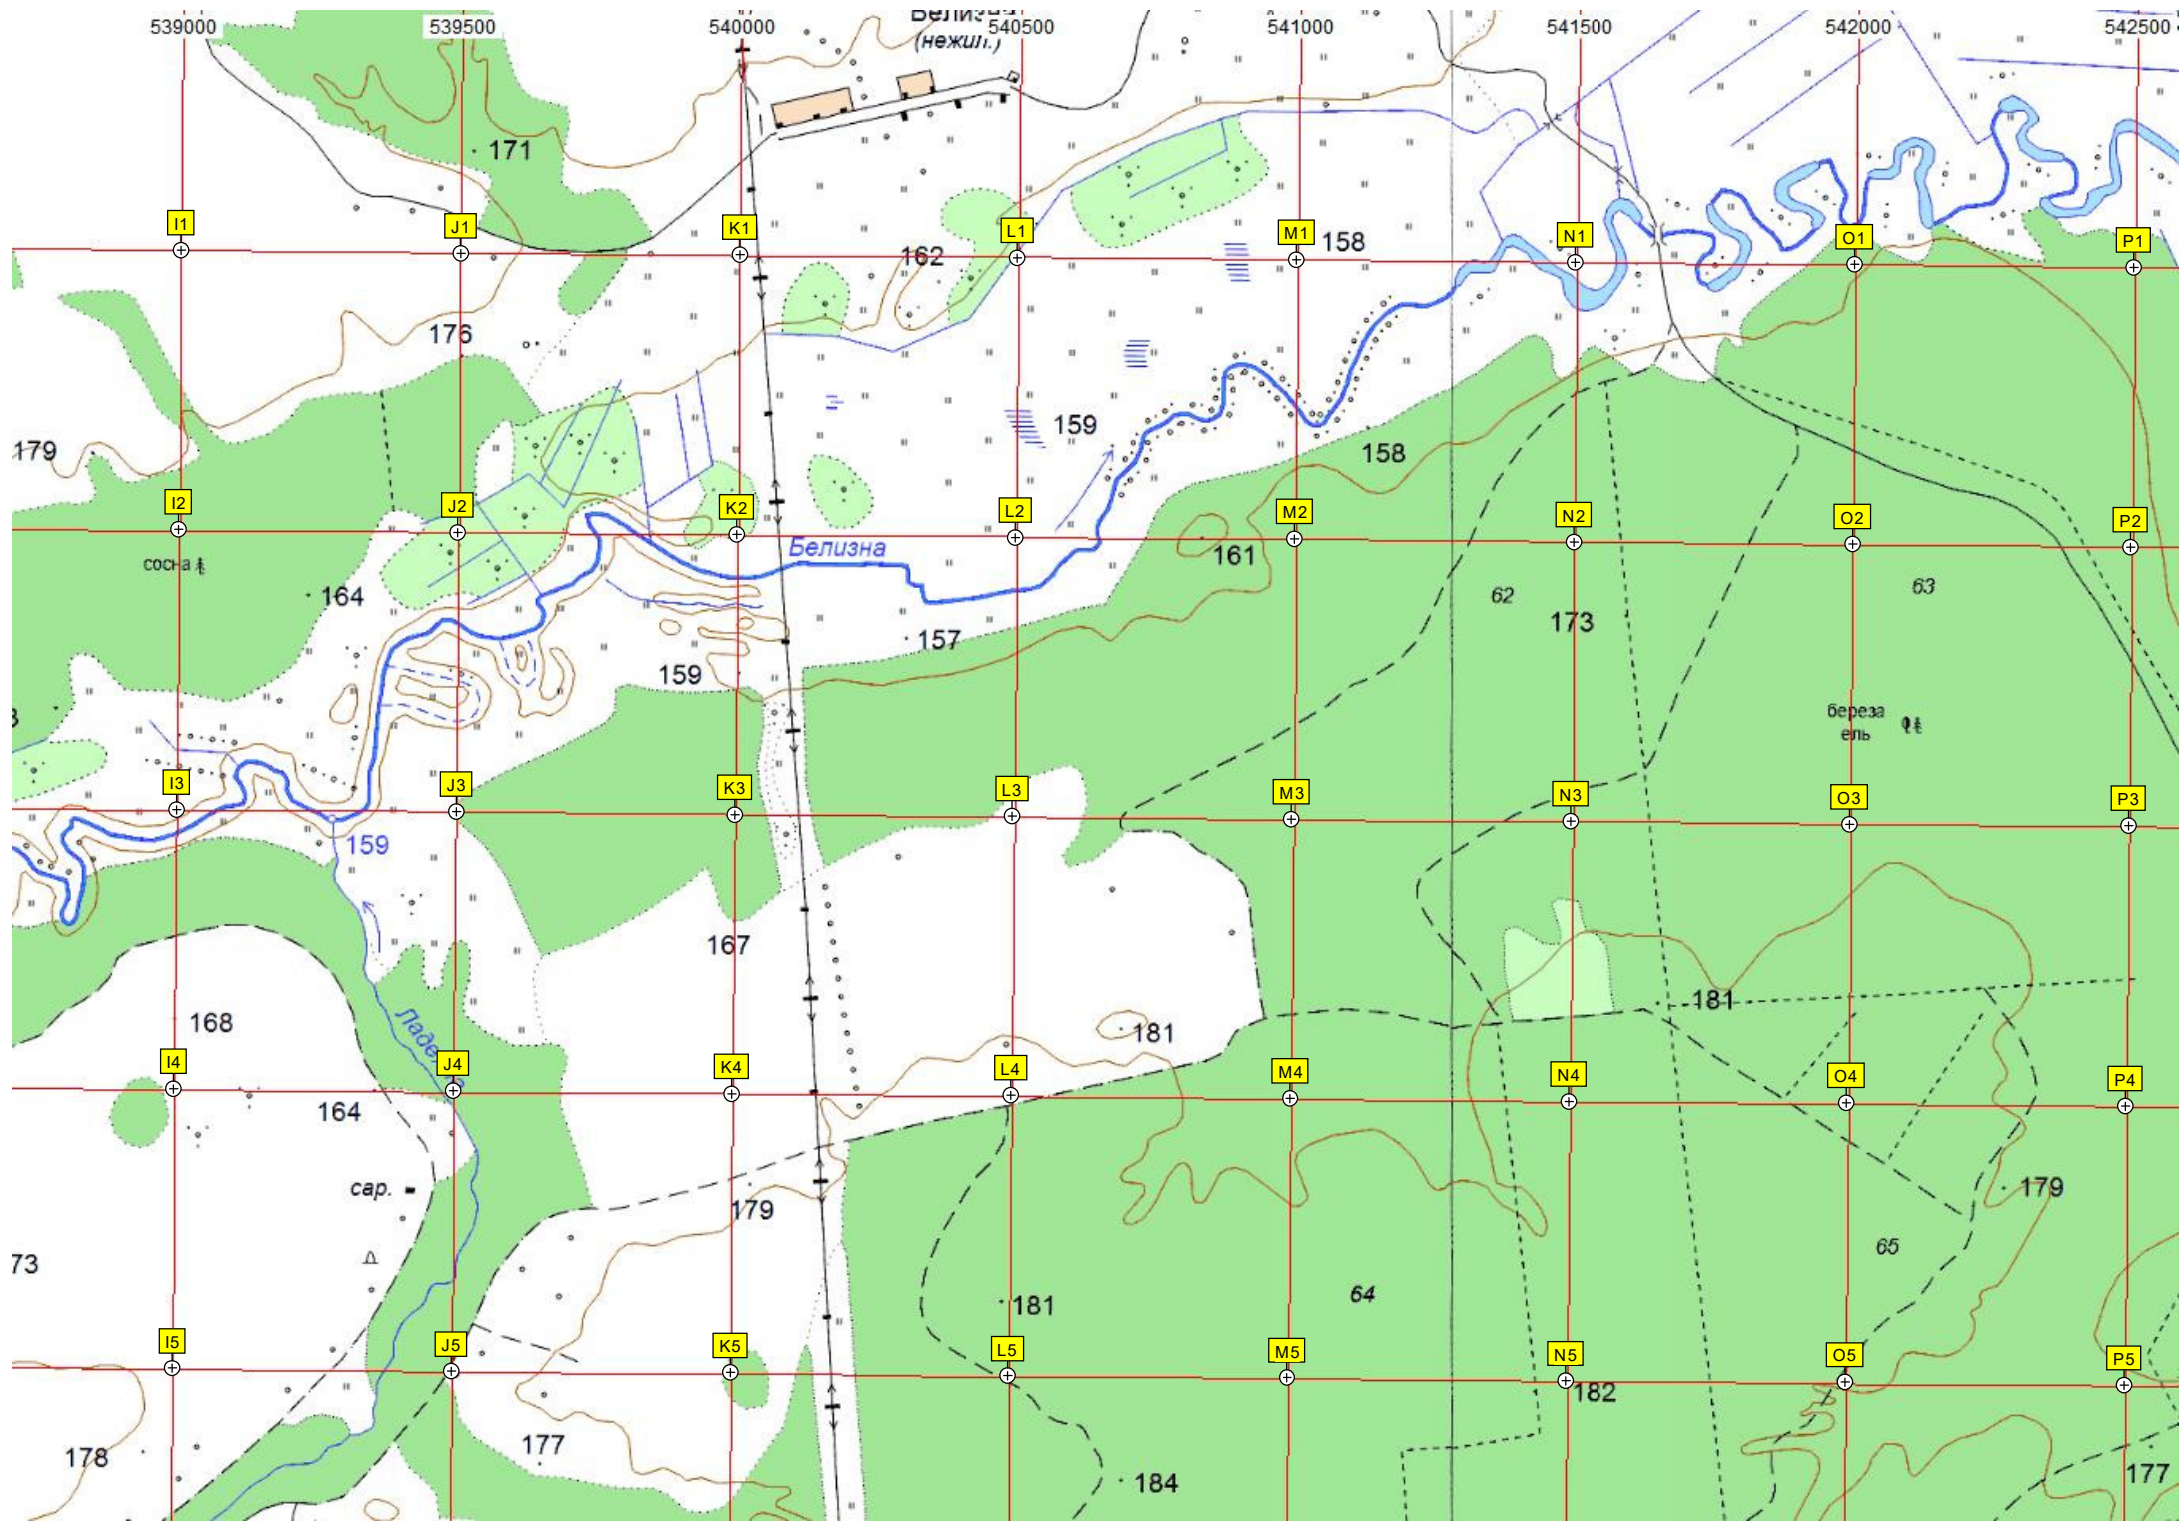 539000 539500 540000 540500 541000 541500 542000 542500
(нежил.)
171
I1 J1 K1 L1 M1 N1 O1 P1
162 158
176
179 159 158
I2 J2 K2 L2 M2 N2 O2 P2
Белизна
161
сосна
164 62 63
157 173
159
береза
ель
I3 J3 K3 L3 M3 N3 O3 P3
159
167
168 181 181
I4 J4 K4 L4 M4 N4 O4 P4
164
сар. 179 179
65
73 181 64
I5 J5 K5 L5 M5 N5 O5 P5
182
178 177 184 177